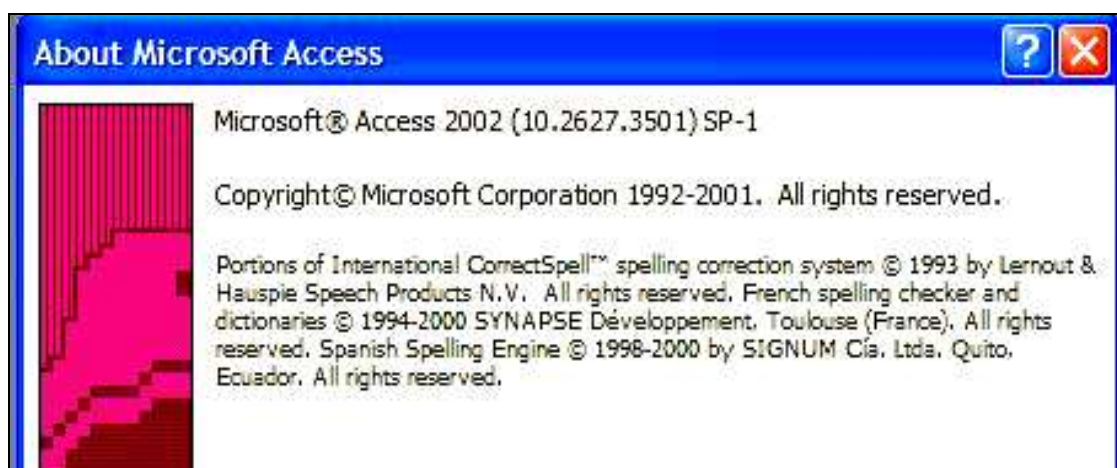 About Microsoft Access
Microsoft® Access 2002 (10.2627.3501) SP-1
Copyright© Microsoft Corporation 1992-2001. All rights reserved.
Portions of International CorrectSpell™ spelling correction system © 1993 by Lernout &
Hauspie Speech Products N.V. All rights reserved. French spelling checker and
dictionaries © 1994-2000 SYNAPSE Développement, Toulouse (France). All rights
reserved. Spanish Spelling Engine © 1998-2000 by SIGNUM Cía. Ltda. Quito,
Ecuador. All rights reserved.